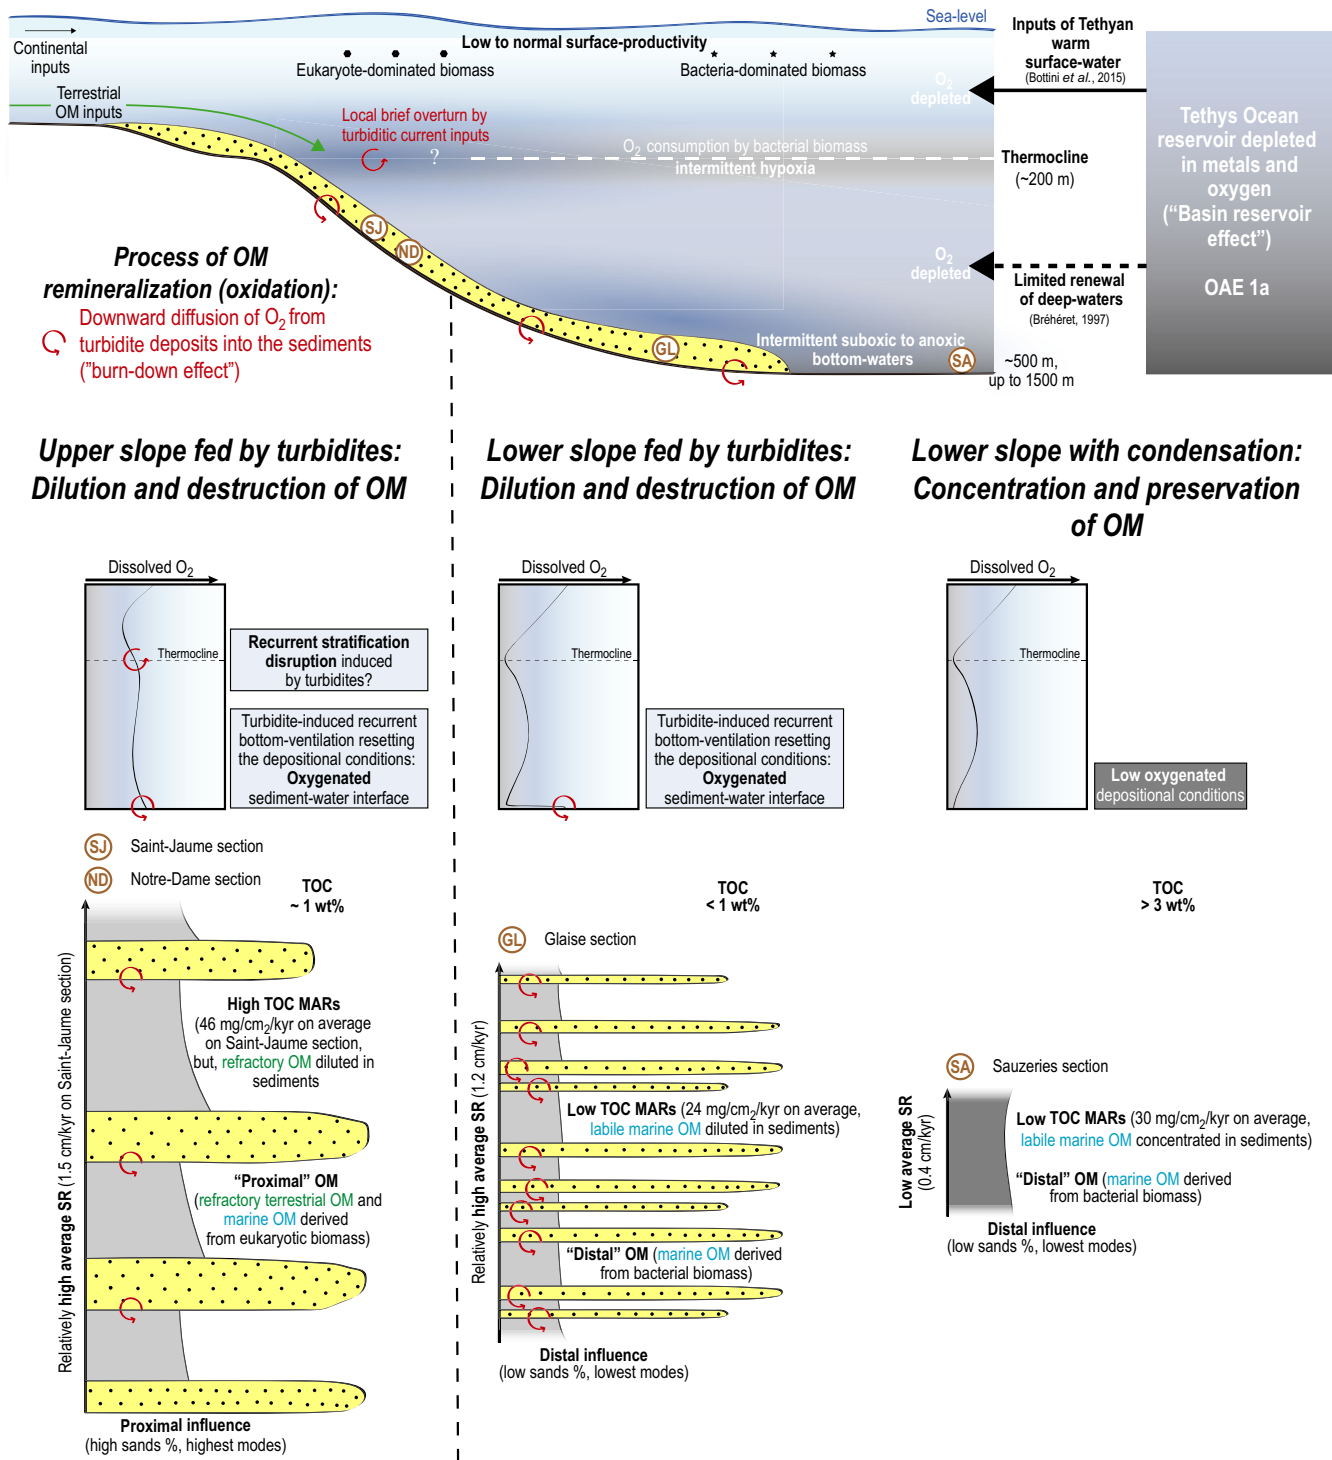 Sea-level
Continental
inputs
Low to normal surface-productivity
Eukaryote-dominated biomass
Bacteria-dominated biomass
Inputs of Tethyan
warm
surface-water
(Bottini et al., 2015)
O2
depleted
Terrestrial
OM inputs
Local brief overturn by
turbiditic current inputs
?
O2 consumption by bacterial biomass
intermittent hypoxia
Thermocline
(~200 m)
Tethys Ocean
reservoir depleted
in metals and
oxygen
(“Basin reservoir
effect”)
OAE 1a
SJ
ND
O2
depleted
Limited renewal
of deep-waters
(Bréhéret, 1997)
Process of OM
remineralization (oxidation):
Downward diffusion of O2 from
turbidite deposits into the sediments
(”burn-down effect”)
GL
Intermittent suboxic to anoxic
bottom-waters
SA
~500 m,
up to 1500 m
Upper slope fed by turbidites:
Dilution and destruction of OM
Lower slope fed by turbidites:
Dilution and destruction of OM
Lower slope with condensation:
Concentration and preservation
of OM
Dissolved O2
Thermocline
Recurrent stratification
disruption induced
by turbidites?
Turbidite-induced recurrent
bottom-ventilation resetting
the depositional conditions:
Oxygenated
sediment-water interface
Dissolved O2
Thermocline
Turbidite-induced recurrent
bottom-ventilation resetting
the depositional conditions:
Oxygenated
sediment-water interface
Dissolved O2
Thermocline
Low oxygenated
depositional conditions
SJ Saint-Jaume section
ND Notre-Dame section
TOC
~ 1 wt%
Relatively high average SR (1.5 cm/kyr on Saint-Jaume section)
High TOC MARs
(46 mg/cm2/kyr on average
on Saint-Jaume section,
but, refractory OM diluted in
sediments
“Proximal” OM
(refractory terrestrial OM and
marine OM derived
from eukaryotic biomass)
Proximal influence
(high sands %, highest modes)
TOC
< 1 wt%
GL Glaise section
Relatively high average SR (1.2 cm/kyr)
Low TOC MARs (24 mg/cm2/kyr on average,
labile marine OM diluted in sediments)
“Distal” OM (marine OM derived
from bacterial biomass)
Distal influence
(low sands %, lowest modes)
TOC
> 3 wt%
SA Sauzeries section
Low average SR
(0.4 cm/kyr)
Low TOC MARs (30 mg/cm2/kyr on average,
labile marine OM concentrated in sediments)
“Distal” OM (marine OM derived
from bacterial biomass)
Distal influence
(low sands %, lowest modes)